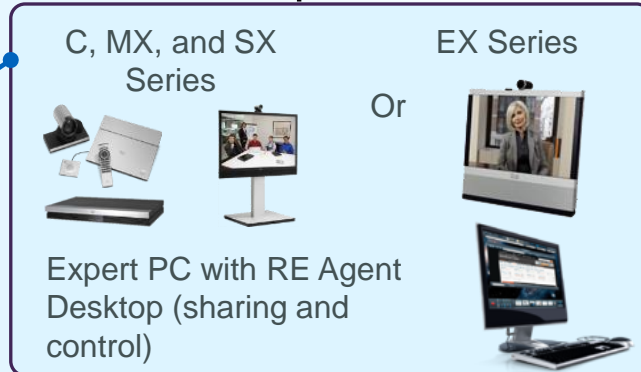 C, MX, and SX
Series
Or
EX Series
Expert PC with RE Agent
Desktop (sharing and
control)